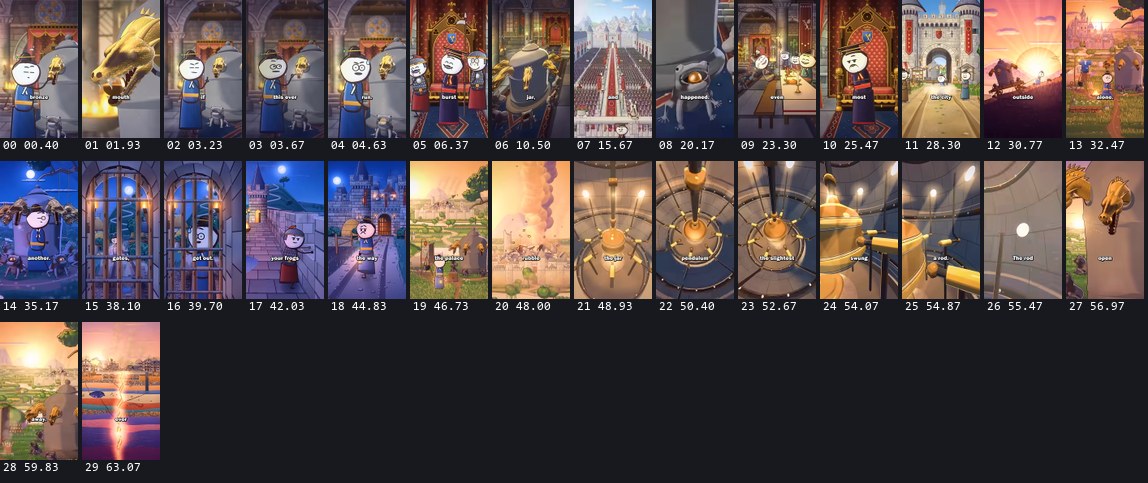 bronze
mouth
if
this ever
run.
burst
jar,
and
happened.
even
most
the city
outside
alone.
00 00.40
01 01.93
02 03.23
03 03.67
04 04.63
05 06.37
06 10.50
07 15.67
08 20.17
09 23.30
10 25.47
11 28.30
12 30.77
13 32.47
another.
gates,
get out.
your frogs
the way
the palace
rubble
the jar
pendulum
the slightest
swung
a rod.
The rod
open
14 35.17
15 38.10
16 39.70
17 42.03
18 44.83
19 46.73
20 48.00
21 48.93
22 50.40
23 52.67
24 54.07
25 54.87
26 55.47
27 56.97
away,
ever
28 59.83
29 63.07